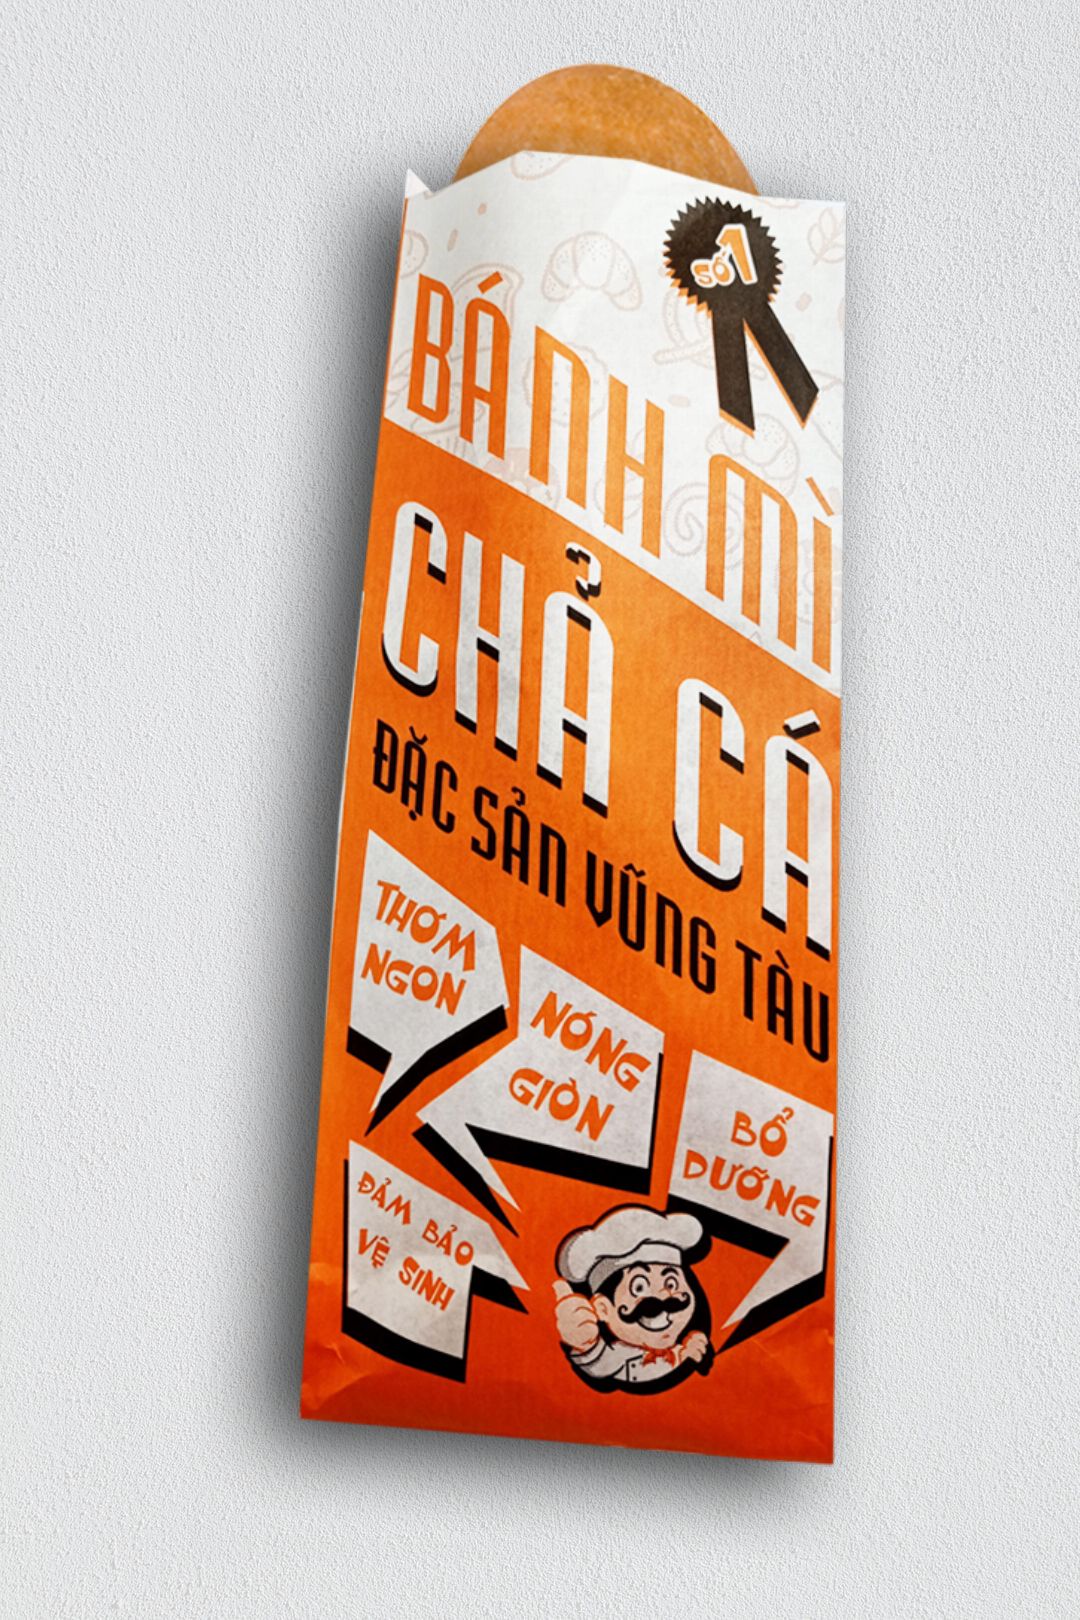 SỐ 1
BÁNH MÌ
CHẢ CÁ
ĐẶC SẢN VŨNG TÀU
THƠM
NGON
NÓNG
GIÒN
BỔ
DƯỠNG
ĐẢM BẢO
VỆ SINH